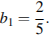 b₁ = 2/5.